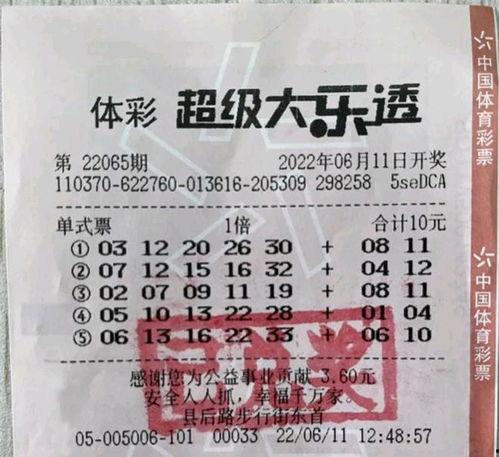 体彩 超级大乐透
第 22065期 2022年06月11日开奖
110370-622760-013616-205309 298258 5seDCA
单式票 1倍 合计10元
① 03 12 20 26 30 + 08 11
② 07 12 15 16 32 + 04 12
③ 02 07 09 11 19 + 08 11
④ 05 10 13 22 28 + 01 04
⑤ 06 13 16 22 33 + 06 10
已兑奖
感谢您为公益事业贡献 3.60元
安全人人抓，幸福千万家。
县后路步行街东首
05-005006-101 00033 22/06/11 12:48:57
中国体育彩票
中国体育彩票